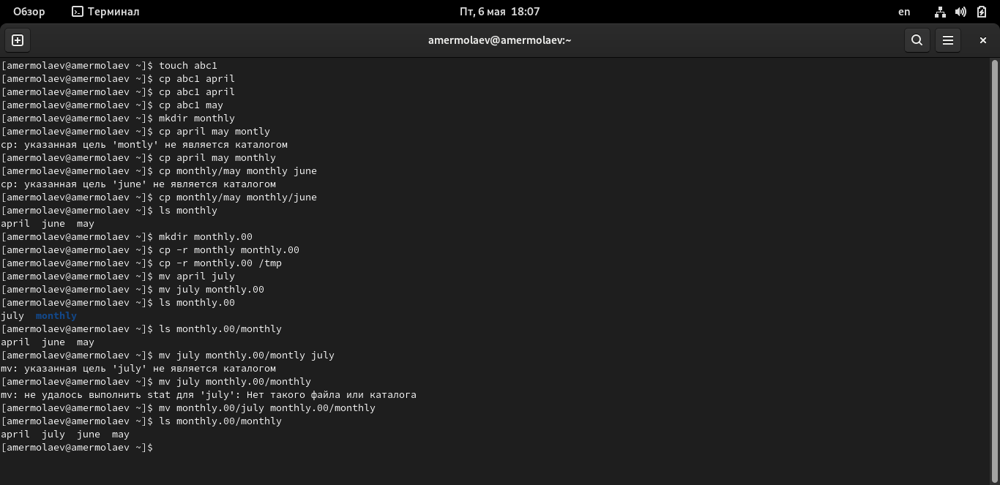 Обзор Терминал Пт, 6 мая 18:07 en
amermolaev@amermolaev:~
[amermolaev@amermolaev ~]$ touch abc1
[amermolaev@amermolaev ~]$ cp abc1 april
[amermolaev@amermolaev ~]$ cp abc1 april
[amermolaev@amermolaev ~]$ cp abc1 may
[amermolaev@amermolaev ~]$ mkdir monthly
[amermolaev@amermolaev ~]$ cp april may montly
cp: указанная цель 'montly' не является каталогом
[amermolaev@amermolaev ~]$ cp april may monthly
[amermolaev@amermolaev ~]$ cp monthly/may monthly june
cp: указанная цель 'june' не является каталогом
[amermolaev@amermolaev ~]$ cp monthly/may monthly/june
[amermolaev@amermolaev ~]$ ls monthly
april  june  may
[amermolaev@amermolaev ~]$ mkdir monthly.00
[amermolaev@amermolaev ~]$ cp -r monthly monthly.00
[amermolaev@amermolaev ~]$ cp -r monthly.00 /tmp
[amermolaev@amermolaev ~]$ mv april july
[amermolaev@amermolaev ~]$ mv july monthly.00
[amermolaev@amermolaev ~]$ ls monthly.00
july  monthly
[amermolaev@amermolaev ~]$ ls monthly.00/monthly
april  june  may
[amermolaev@amermolaev ~]$ mv july monthly.00/montly july
mv: указанная цель 'july' не является каталогом
[amermolaev@amermolaev ~]$ mv july monthly.00/monthly
mv: не удалось выполнить stat для 'july': Нет такого файла или каталога
[amermolaev@amermolaev ~]$ mv monthly.00/july monthly.00/monthly
[amermolaev@amermolaev ~]$ ls monthly.00/monthly
april  july  june  may
[amermolaev@amermolaev ~]$